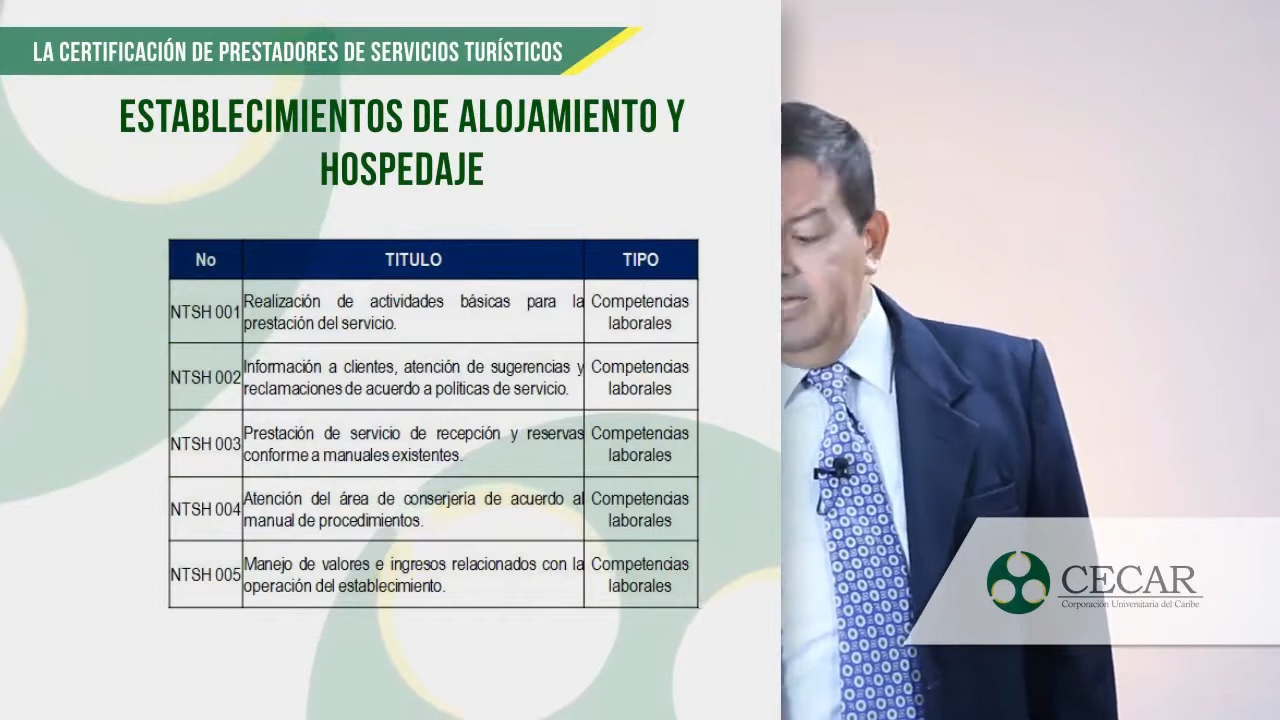 LA CERTIFICACIÓN DE PRESTADORES DE SERVICIOS TURÍSTICOS
ESTABLECIMIENTOS DE ALOJAMIENTO Y
HOSPEDAJE
No TITULO TIPO
NTSH 001 Realización de actividades básicas para la Competencias
prestación del servicio. laborales
NTSH 002 Información a clientes, atención de sugerencias y Competencias
reclamaciones de acuerdo a políticas de servicio. laborales
NTSH 003 Prestación de servicio de recepción y reservas Competencias
conforme a manuales existentes. laborales
NTSH 004 Atención del área de conserjería de acuerdo al Competencias
manual de procedimientos. laborales
NTSH 005 Manejo de valores e ingresos relacionados con la Competencias
operación del establecimiento. laborales
CECAR
Corporación Universitaria del Caribe